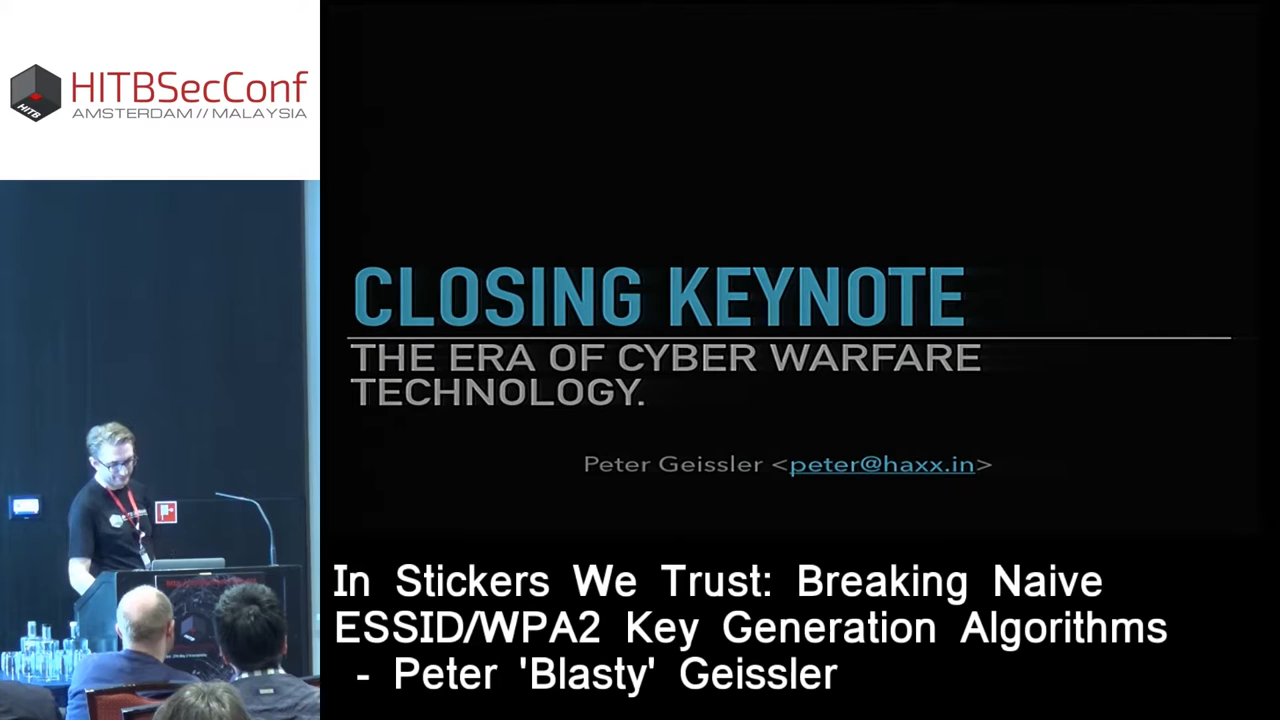 HITBSecConf
AMSTERDAM // MALAYSIA
HITB
CLOSING KEYNOTE
THE ERA OF CYBER WARFARE
TECHNOLOGY.
Peter Geissler <peter@haxx.in>
In Stickers We Trust: Breaking Naive
ESSID/WPA2 Key Generation Algorithms
- Peter 'Blasty' Geissler